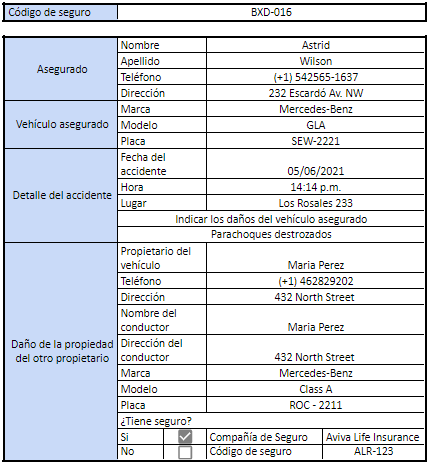 Código de seguro BXD-016
Nombre Astrid
Apellido Wilson
Asegurado
Teléfono (+1) 542565-1637
Dirección 232 Escardó Av. NW
Marca Mercedes-Benz
Vehículo asegurado Modelo GLA
Placa SEW-2221
Fecha del
accidente 05/06/2021
Detalle del accidente Hora 14:14 p.m.
Lugar Los Rosales 233
Indicar los daños del vehículo asegurado
Parachoques destrozados
Propietario del
vehículo Maria Perez
Teléfono (+1) 462829202
Dirección 432 North Street
Nombre del
conductor Maria Perez
Daño de la propiedad
del otro propietario
Dirección del
conductor 432 North Street
Marca Mercedes-Benz
Modelo Class A
Placa ROC - 2211
¿Tiene seguro?
Si Compañía de Seguro Aviva Life Insurance
No Código de seguro ALR-123